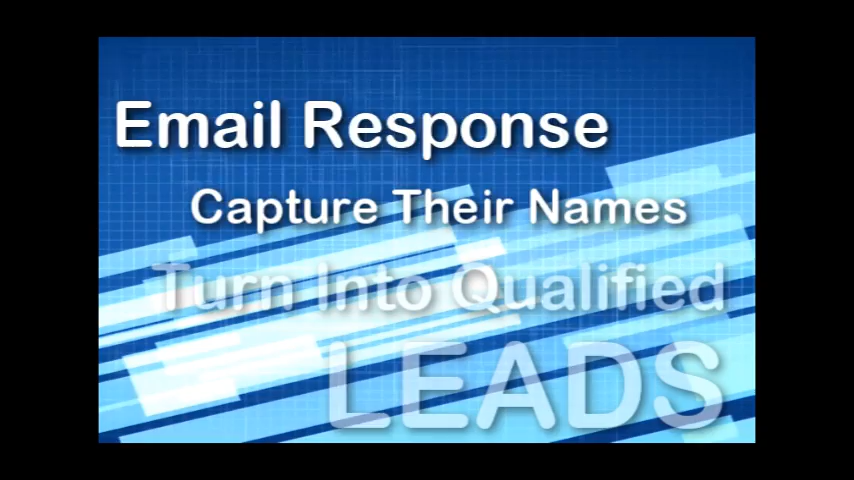 Email Response
Capture Their Names
Turn Into Qualified
LEADS